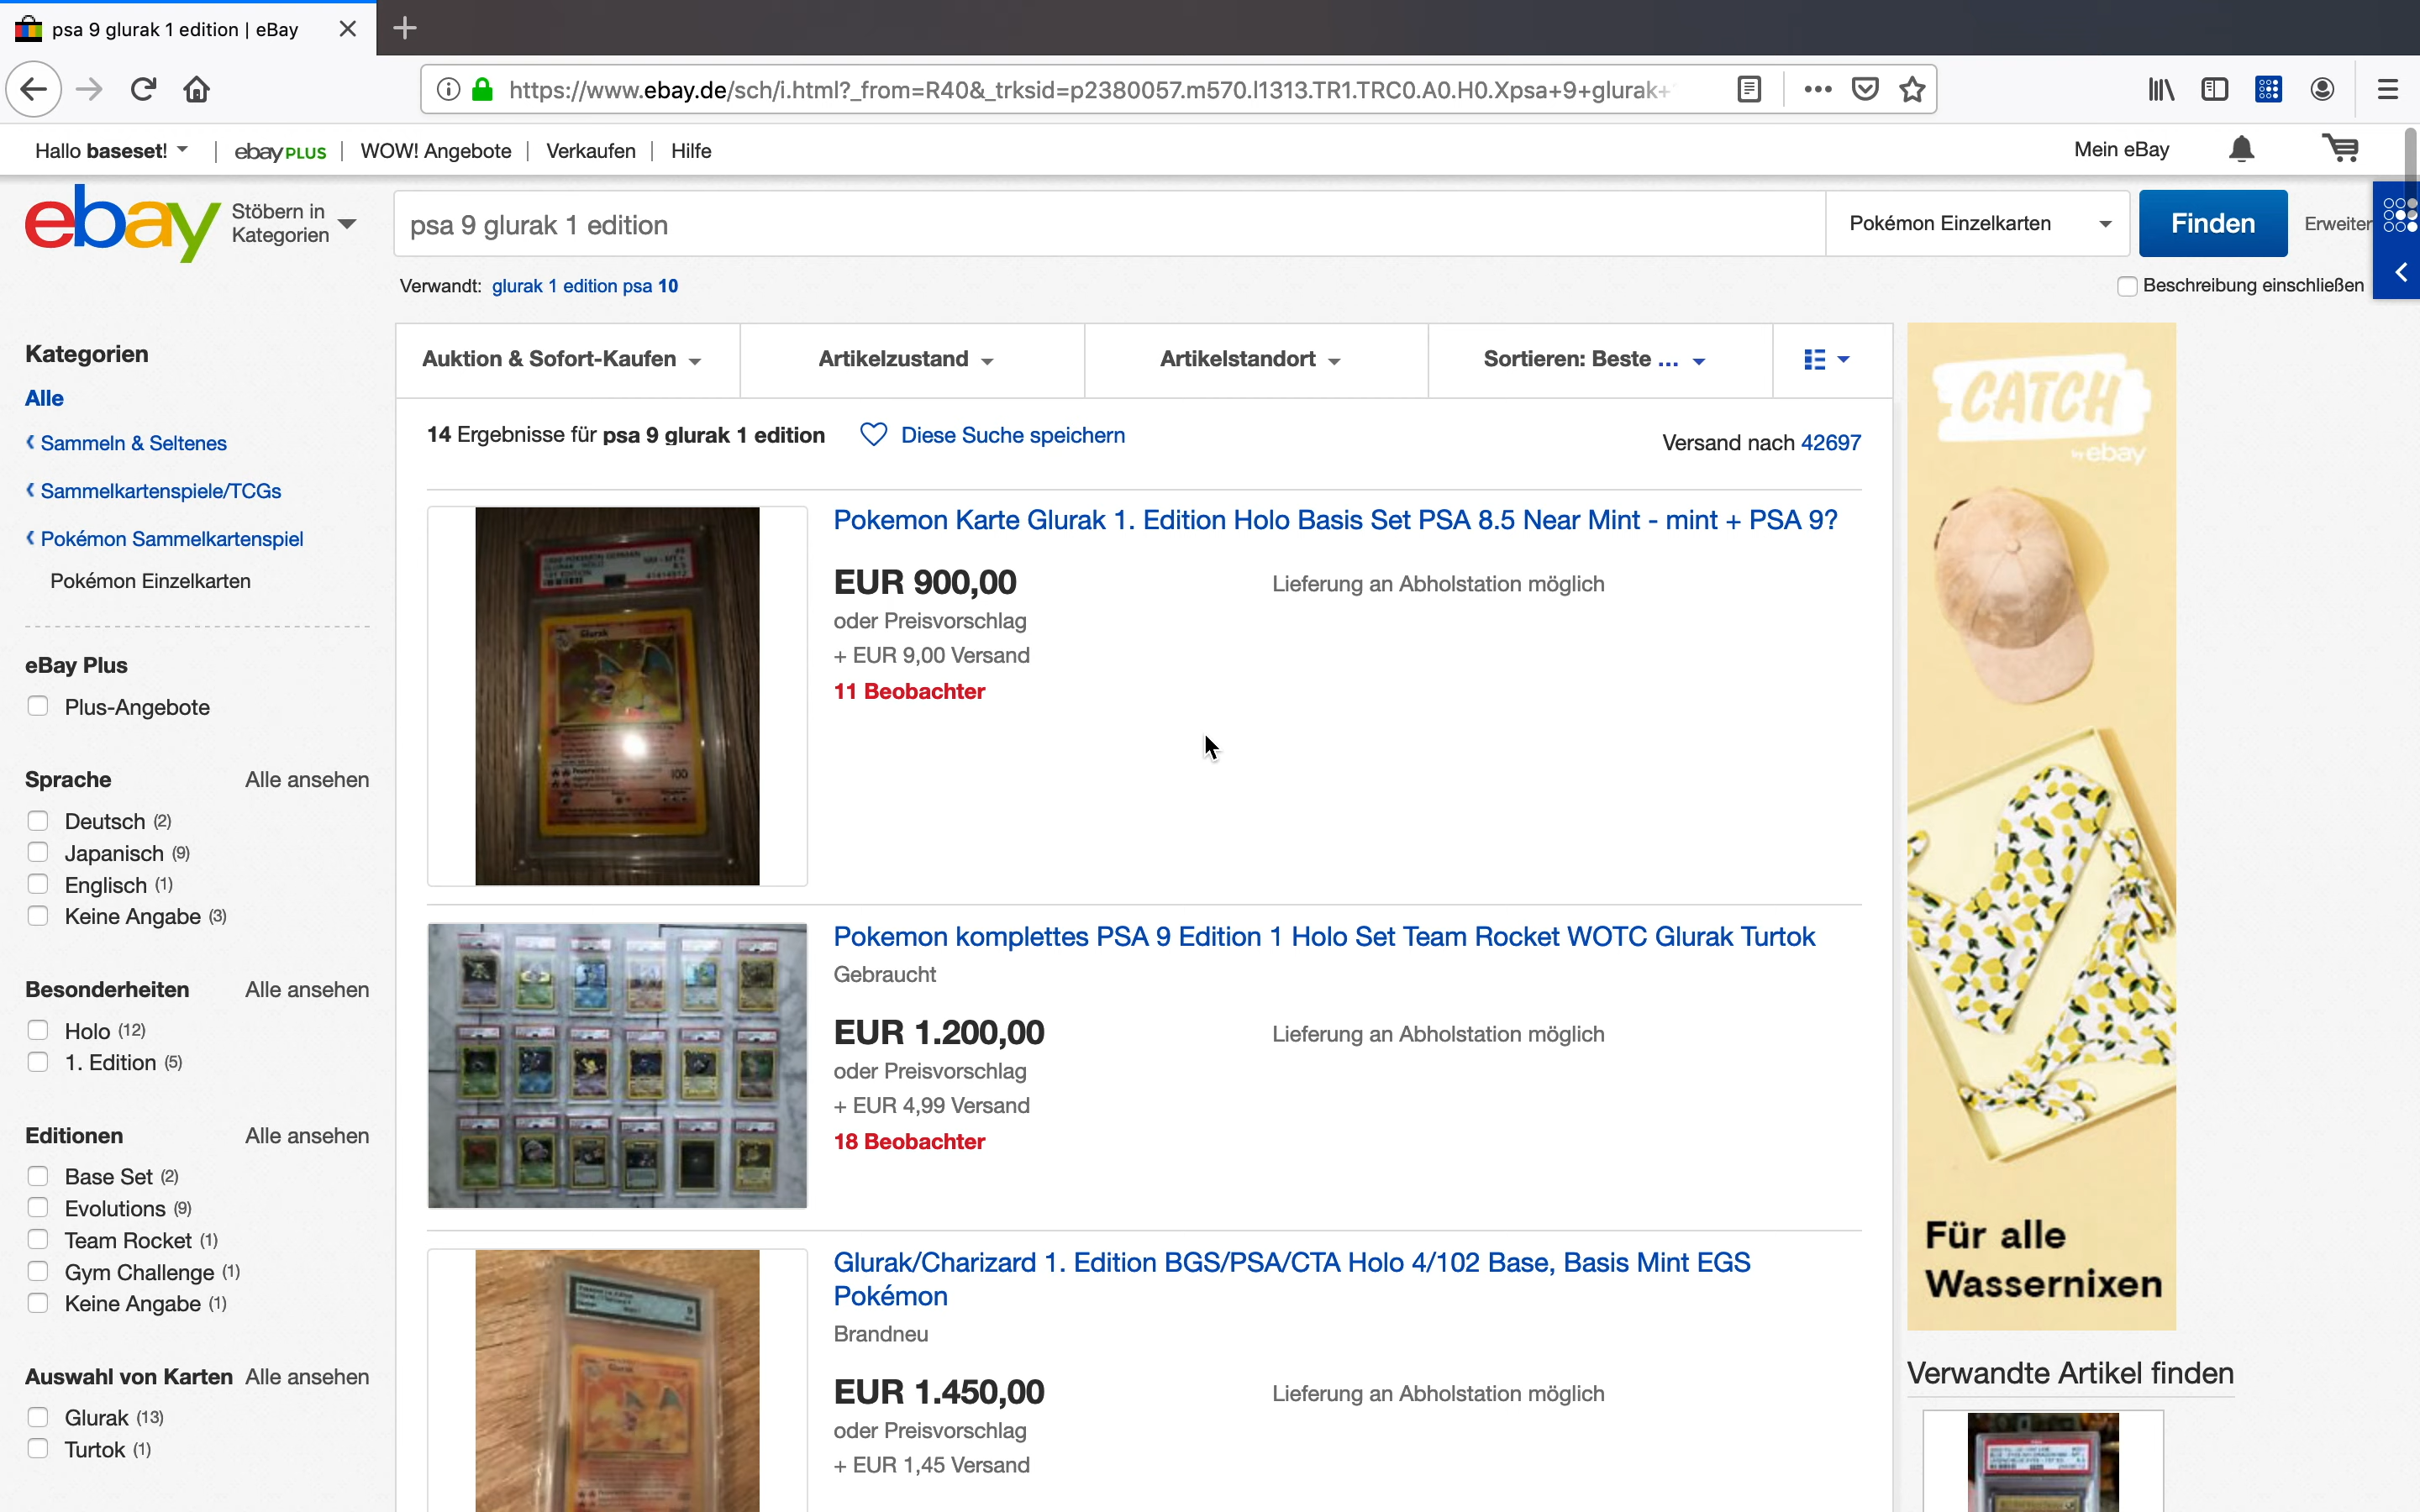 psa 9 glurak 1 edition | eBay
https://www.ebay.de/sch/i.html?_from=R40&_trksid=p2380057.m570.l1313.TR1.TRC0.A0.H0.Xpsa+9+glurak+
Hallo baseset!
ebay PLUS
WOW! Angebote
Verkaufen
Hilfe
Mein eBay
ebay
Stöbern in
Kategorien
psa 9 glurak 1 edition
Pokémon Einzelkarten
Finden
Erweiter
Verwandt: glurak 1 edition psa 10
Beschreibung einschließen
Kategorien
Alle
Sammeln & Seltenes
Sammelkartenspiele/TCGs
Pokémon Sammelkartenspiel
Pokémon Einzelkarten
eBay Plus
Plus-Angebote
Sprache Alle ansehen
Deutsch (2)
Japanisch (9)
Englisch (1)
Keine Angabe (3)
Besonderheiten Alle ansehen
Holo (12)
1. Edition (5)
Editionen Alle ansehen
Base Set (2)
Evolutions (9)
Team Rocket (1)
Gym Challenge (1)
Keine Angabe (1)
Auswahl von Karten Alle ansehen
Glurak (13)
Turtok (1)
Auktion & Sofort-Kaufen
Artikelzustand
Artikelstandort
Sortieren: Beste ...
14 Ergebnisse für psa 9 glurak 1 edition
Diese Suche speichern
Versand nach 42697
Glurak
100
Pokemon Karte Glurak 1. Edition Holo Basis Set PSA 8.5 Near Mint - mint + PSA 9?
EUR 900,00
Lieferung an Abholstation möglich
oder Preisvorschlag
+ EUR 9,00 Versand
11 Beobachter
Pokemon komplettes PSA 9 Edition 1 Holo Set Team Rocket WOTC Glurak Turtok
Gebraucht
EUR 1.200,00
Lieferung an Abholstation möglich
oder Preisvorschlag
+ EUR 4,99 Versand
18 Beobachter
Glurak/Charizard 1. Edition BGS/PSA/CTA Holo 4/102 Base, Basis Mint EGS
Pokémon
Brandneu
EUR 1.450,00
Lieferung an Abholstation möglich
oder Preisvorschlag
+ EUR 1,45 Versand
CATCH
by ebay
Für alle
Wassernixen
Verwandte Artikel finden